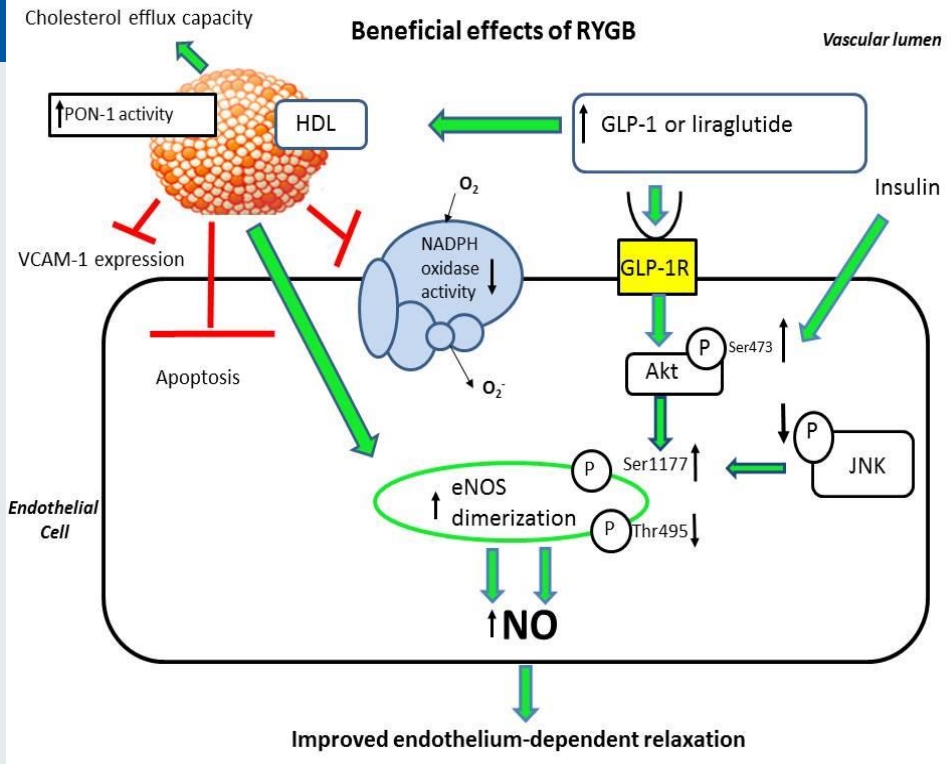 Cholesterol efflux capacity
Beneficial effects of RYGB
Vascular lumen
PON-1 activity
HDL
GLP-1 or liraglutide
Insulin
O₂
VCAM-1 expression
NADPH
oxidase
activity
GLP-1R
P
Ser473
Akt
Apoptosis
O₂⁻
P
JNK
P
Ser1177
eNOS
dimerization
P
Thr495
Endothelial
Cell
NO
Improved endothelium-dependent relaxation